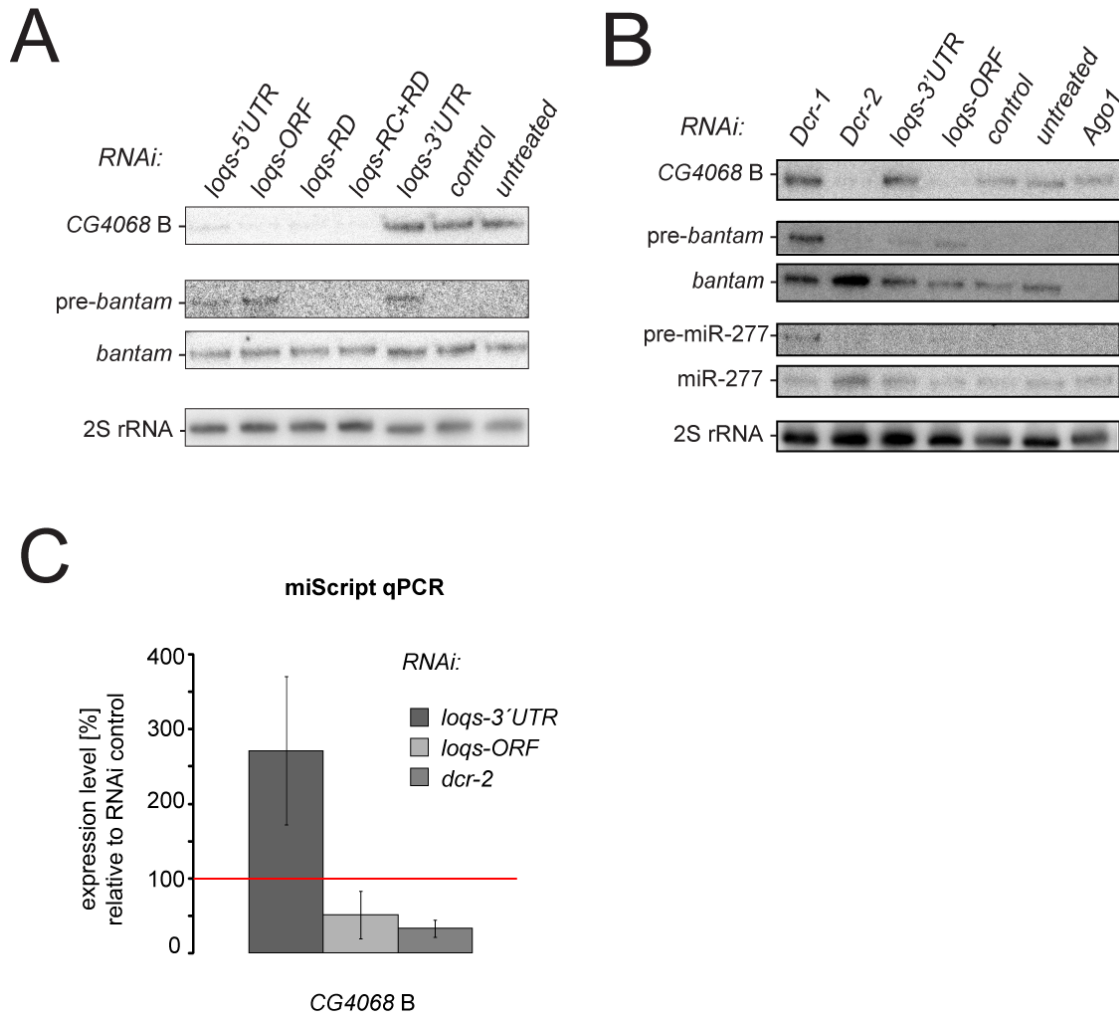 A
RNAi:
loqs-5'UTR
loqs-ORF
loqs-RD
loqs-RC+RD
loqs-3'UTR
control
untreated
CG4068 B
pre-bantam
bantam
2S rRNA
B
RNAi:
Dcr-1
Dcr-2
loqs-3'UTR
loqs-ORF
control
untreated
Ago1
CG4068 B
pre-bantam
bantam
pre-miR-277
miR-277
2S rRNA
C
miScript qPCR
expression level [%]
relative to RNAi control
400
300
200
100
0
RNAi:
loqs-3´UTR
loqs-ORF
dcr-2
CG4068 B